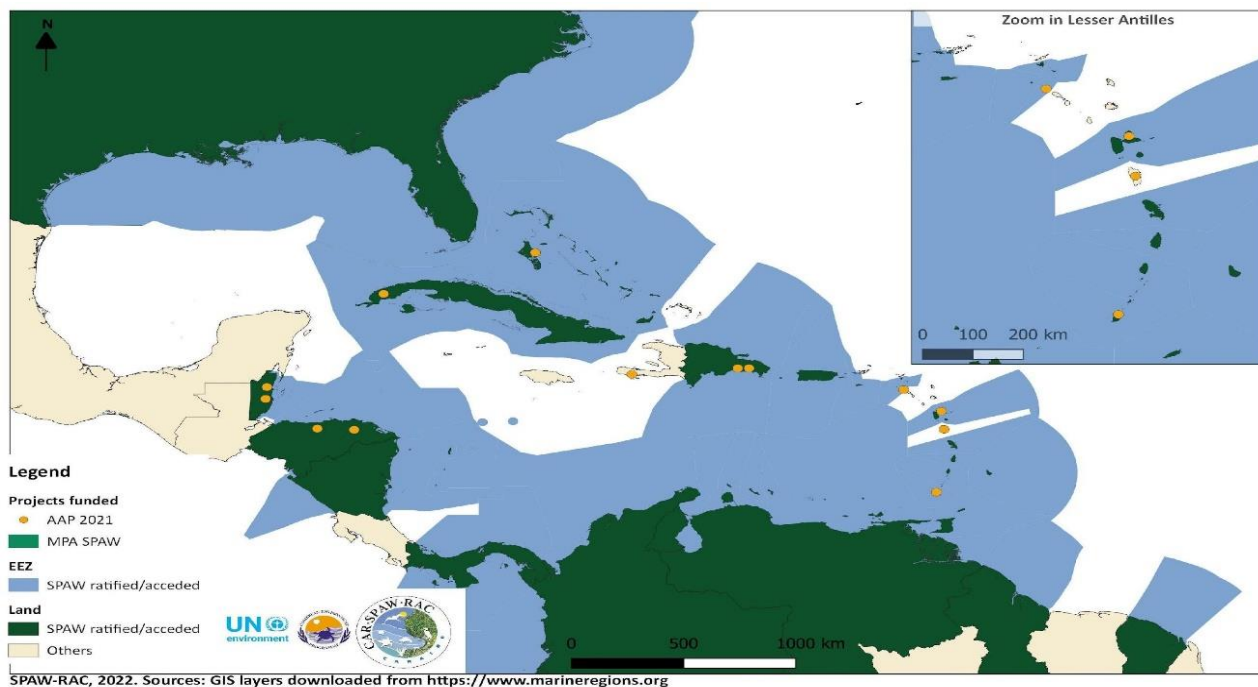 N
Zoom in Lesser Antilles
0 100 200 km
Legend
Projects funded
AAP 2021
MPA SPAW
EEZ
SPAW ratified/acceded
Land
SPAW ratified/acceded
Others
UN
environment
CAR-SPAW-RAC
0 500 1000 km
SPAW-RAC, 2022. Sources: GIS layers downloaded from https://www.marineregions.org